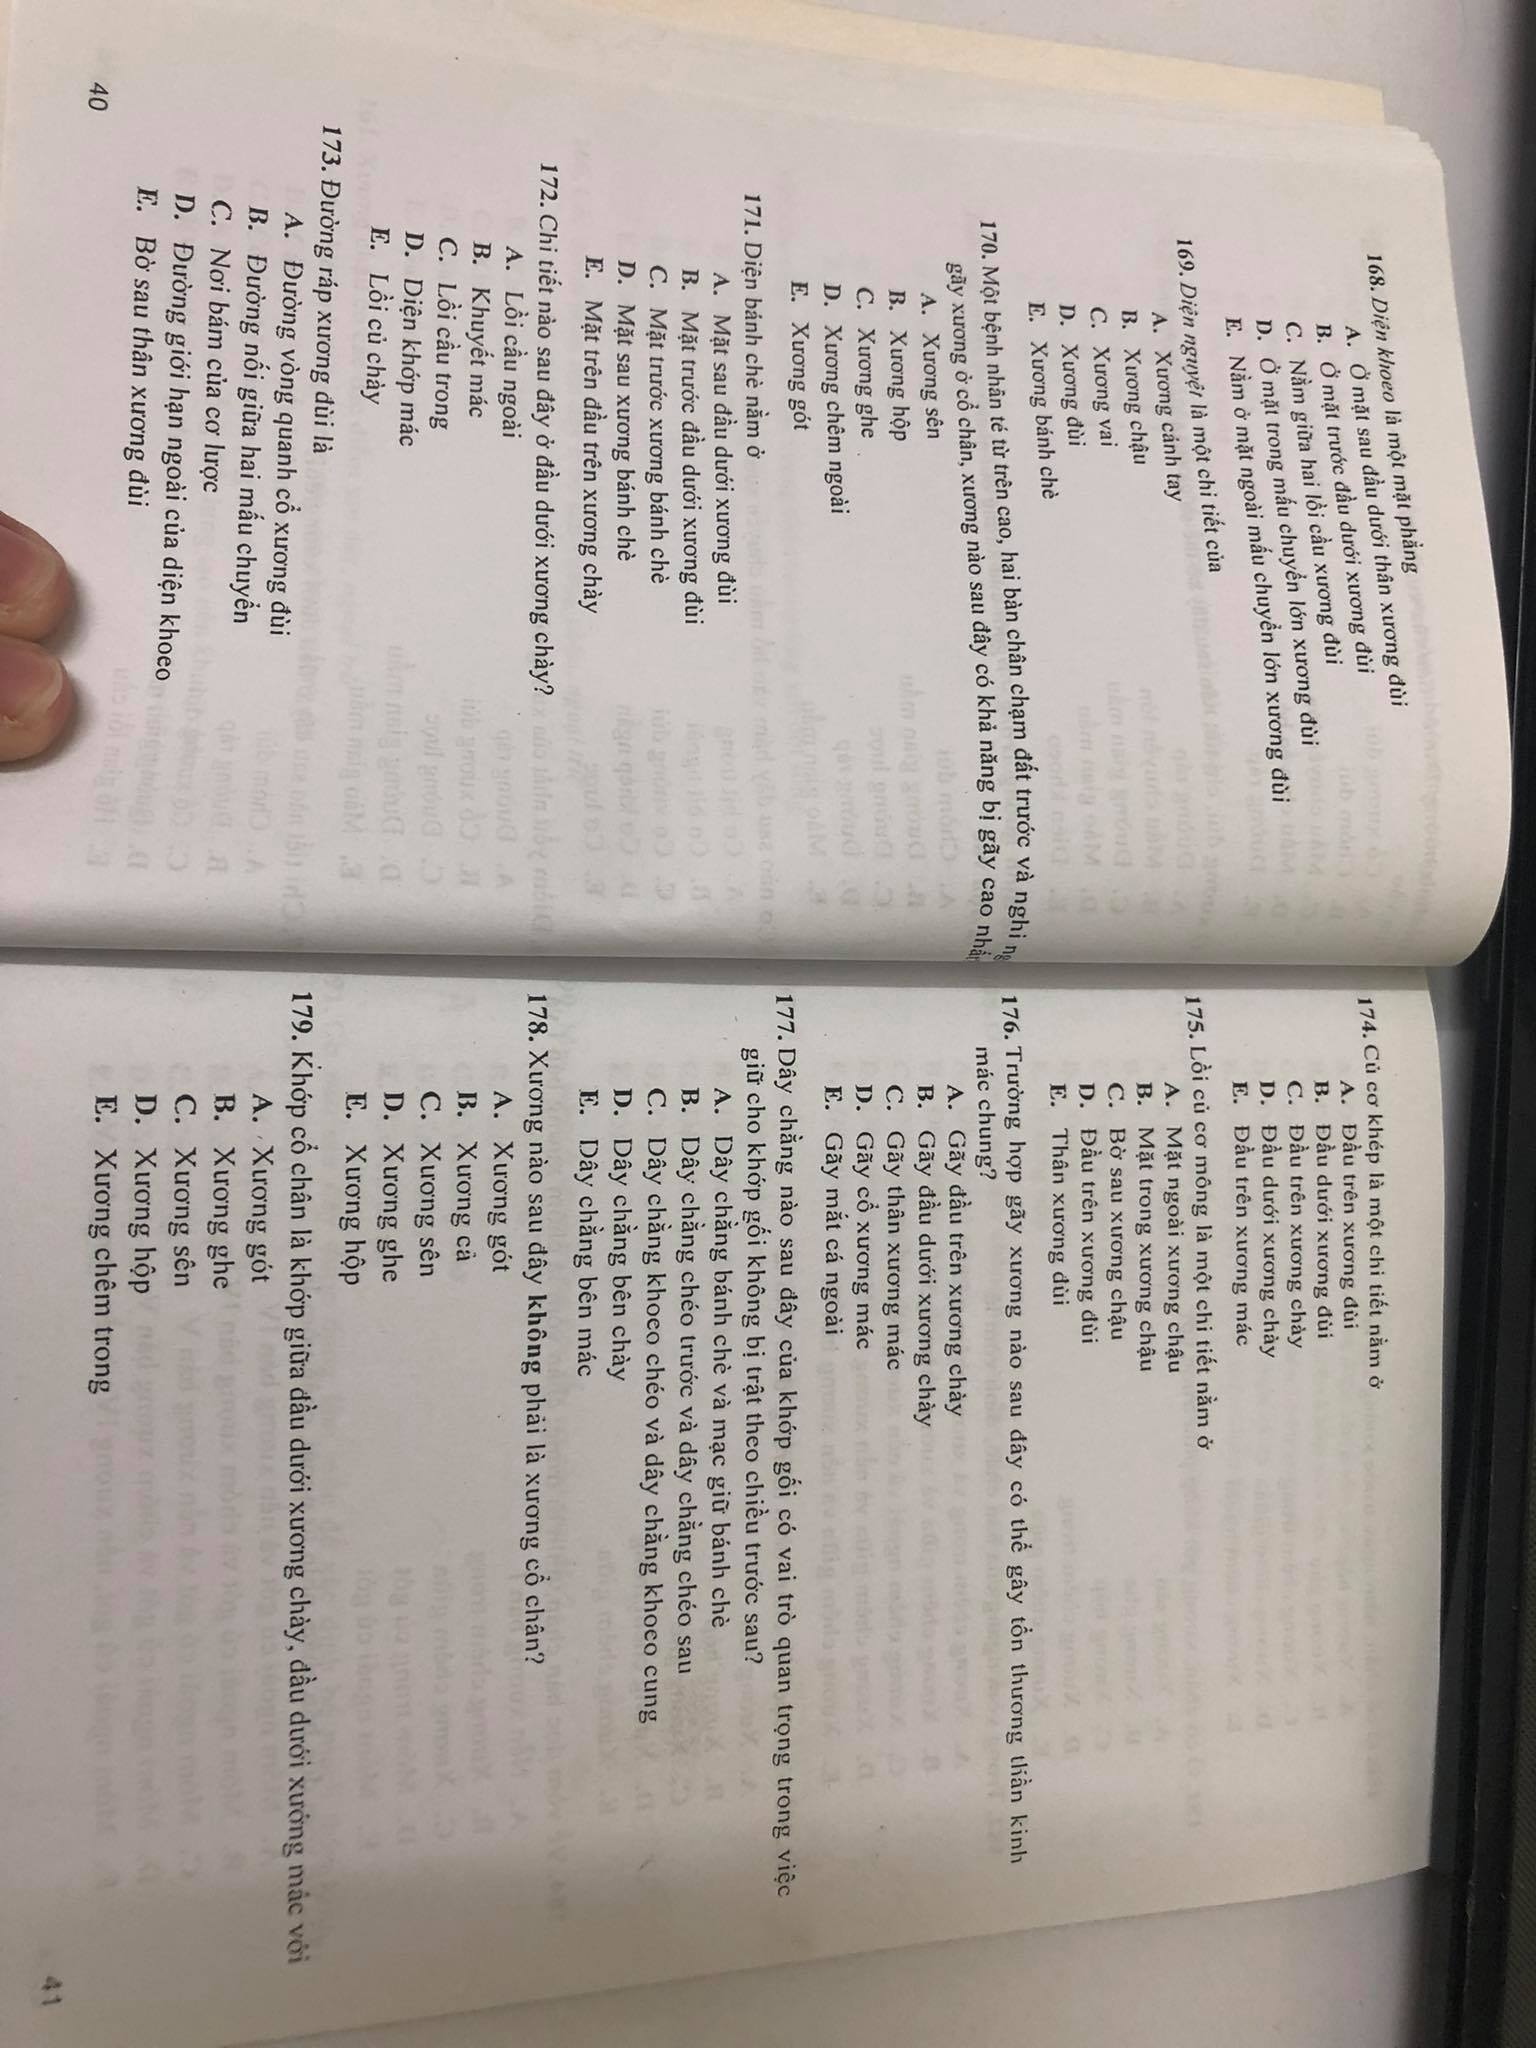 168. Diện khoeo là một mặt phẳng
A. Ở mặt sau đầu dưới thân xương đùi
B. Ở mặt trước đầu dưới xương đùi
C. Nằm giữa hai lồi cầu xương đùi
D. Ở mặt trong mấu chuyển lớn xương đùi
E. Nằm ở mặt ngoài mấu chuyển lớn xương đùi
169. Diện nguyệt là một chi tiết của
A. Xương cánh tay
B. Xương chậu
C. Xương vai
D. Xương đùi
E. Xương bánh chè
170. Một bệnh nhân té từ trên cao, hai bàn chân chạm đất trước và nghi
gãy xương ở cổ chân, xương nào sau đây có khả năng bị gãy cao
A. Xương sên
B. Xương hộp
C. Xương ghe
D. Xương chêm ngoài
E. Xương gót
171. Diện bánh chè nằm ở
A. Mặt sau đầu dưới xương đùi
B. Mặt trước đầu dưới xương đùi
C. Mặt trước xương bánh chè
D. Mặt sau xương bánh chè
E. Mặt trên đầu trên xương chày
172. Chi tiết nào sau đây ở đầu dưới xương chày?
A. Lồi cầu ngoài
B. Khuyết mác
C. Lồi cầu trong
D. Diện khớp mác
E. Lồi củ chày
173. Đường ráp xương đùi là
A. Đường vòng quanh cổ xương đùi
B. Đường nối giữa hai mấu chuyển
C. Nơi bám của cơ lược
D. Đường giới hạn ngoài của diện khoeo
E. Bờ sau thân xương đùi
40
174. Củ cơ khép là một chi tiết nằm ở
A. Đầu trên xương đùi
B. Đầu dưới xương đùi
C. Đầu trên xương chày
D. Đầu dưới xương chày
E. Đầu trên xương mác
175. Lồi củ cơ mông là một chi tiết nằm ở
A. Mặt ngoài xương chậu
B. Mặt trong xương chậu
C. Bờ sau xương chậu
D. Đầu trên xương đùi
E. Thân xương đùi
176. Trường hợp gãy xương nào sau đây có thể gây tổn thương thần kinh
mác chung?
A. Gãy đầu trên xương chày
B. Gãy đầu dưới xương chày
C. Gãy thân xương mác
D. Gãy cổ xương mác
E. Gãy mắt cá ngoài
177. Dây chằng nào sau đây của khớp gối có vai trò quan trọng trong việc
giữ cho khớp gối không bị trật theo chiều trước sau?
A. Dây chằng bánh chè và mạc giữ bánh chè
B. Dây chằng chéo trước và dây chằng chéo sau
C. Dây chằng khoeo chéo và dây chằng khoeo cung
D. Dây chằng bên chày
E. Dây chằng bên mác
178. Xương nào sau đây không phải là xương cổ chân?
A. Xương gót
B. Xương cả
C. Xương sên
D. Xương ghe
E. Xương hộp
179. Khớp cổ chân là khớp giữa đầu dưới xương chày, đầu dưới xương mác với
A. Xương gót
B. Xương ghe
C. Xương sên
D. Xương hộp
E. Xương chêm trong
41